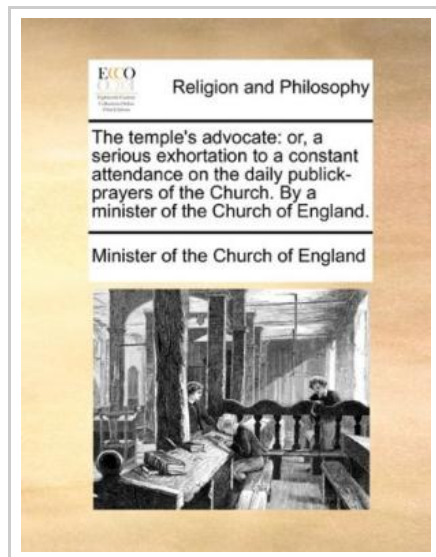 ECCO
Religion and Philosophy
The temple's advocate: or, a
serious exhortation to a constant
attendance on the daily publick-
prayers of the Church. By a
minister of the Church of England.
Minister of the Church of England